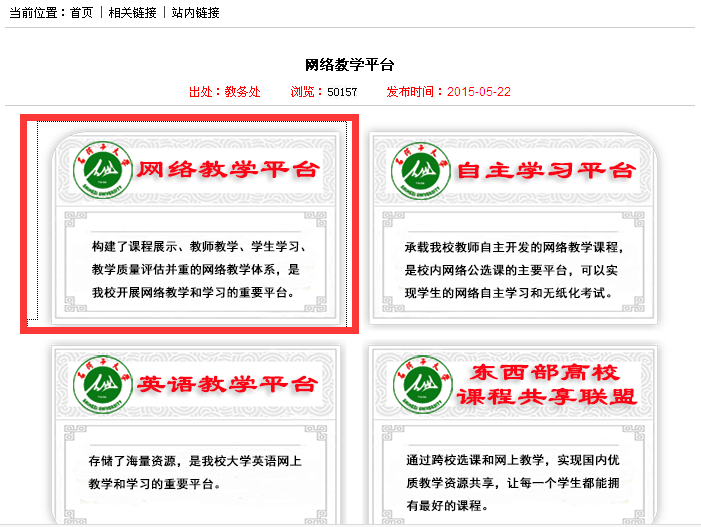 当前位置：首页 | 相关链接 | 站内链接
网络教学平台
出处：教务处 浏览：50157 发布时间：2015-05-22
网络教学平台
构建了课程展示、教师教学、学生学习、
教学质量评估并重的网络教学体系，是
我校开展网络教学和学习的重要平台。
自主学习平台
承载我校教师自主开发的网络教学课程，
是校内网络公选课的主要平台，可以实
现学生的网络自主学习和无纸化考试。
英语教学平台
存储了海量资源，是我校大学英语网上
教学和学习的重要平台。
东西部高校
课程共享联盟
通过跨校选课和网上教学，实现国内优
质教学资源共享，让每一个学生都能拥
有最好的课程。